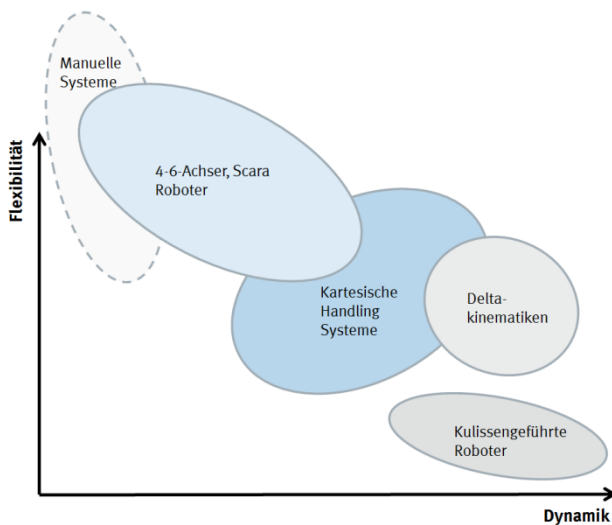 Manuelle
Systeme
4-6-Achser, Scara
Roboter
Flexibilität
Kartesische
Handling
Systeme
Delta-
kinematiken
Kulissengeführte
Roboter
Dynamik